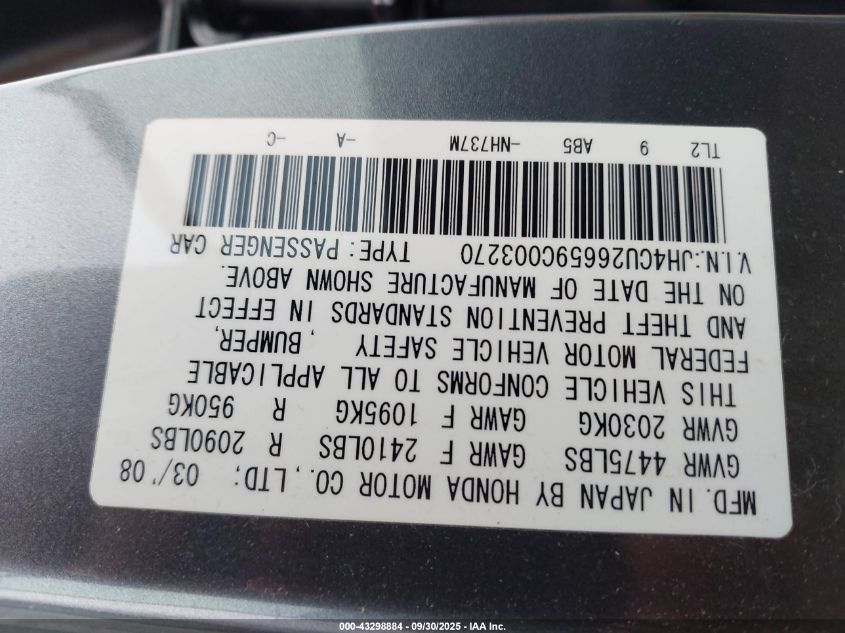 MFD. IN JAPAN BY HONDA MOTOR CO., LTD; 03/'08
GVWR 4475LBS GAWR F 2410LBS R 2090LBS
GVWR 2030KG GAWR F 1095KG R 950KG
THIS VEHICLE CONFORMS TO ALL APPLICABLE
FEDERAL MOTOR VEHICLE SAFETY , BUMPER,
AND THEFT PREVENTION STANDARDS IN EFFECT
ON THE DATE OF MANUFACTURE SHOWN ABOVE.
V.I.N:JH4CU26659C003270 TYPE:PASSENGER CAR
TL2 9 AB5 -NH737M -A -C
000-43298884 - 09/30/2025 - IAA Inc.